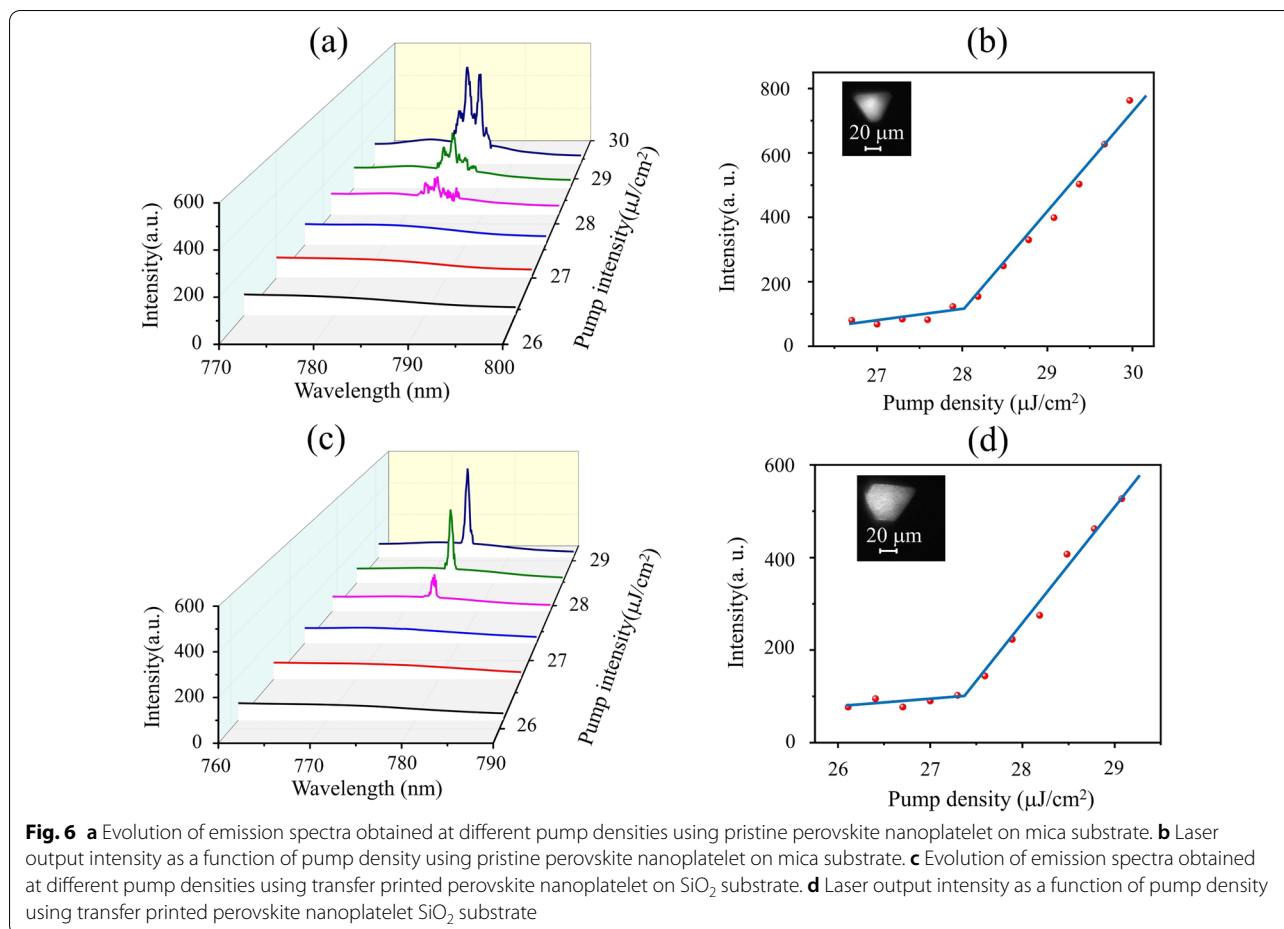 (a)
600
400
200
0
Intensity(a.u.)
770
780
790
800
Wavelength (nm)
26
27
28
29
30
Pump intensity(μJ/cm²)
(b)
800
600
400
200
0
Intensity(a. u.)
20 μm
27
28
29
30
Pump density (μJ/cm²)
(c)
600
400
200
0
Intensity(a.u.)
760
770
780
790
Wavelength (nm)
26
27
28
29
Pump intensity(μJ/cm²)
(d)
600
400
200
0
Intensity(a. u.)
20 μm
26
27
28
29
Pump density (μJ/cm²)
Fig. 6 a Evolution of emission spectra obtained at different pump densities using pristine perovskite nanoplatelet on mica substrate. b Laser
output intensity as a function of pump density using pristine perovskite nanoplatelet on mica substrate. c Evolution of emission spectra obtained
at different pump densities using transfer printed perovskite nanoplatelet on SiO₂ substrate. d Laser output intensity as a function of pump density
using transfer printed perovskite nanoplatelet SiO₂ substrate